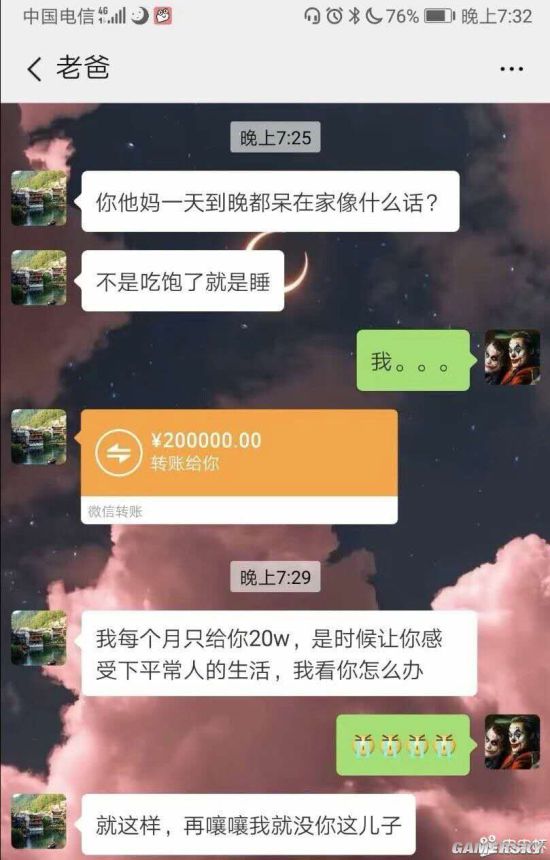 中国电信 4G 76% 晚上7:32
老爸
晚上7:25
你他妈一天到晚都呆在家像什么话？
不是吃饱了就是睡
我。。。
¥200000.00
转账给你
微信转账
晚上7:29
我每个月只给你20w，是时候让你感
受下平常人的生活，我看你怎么办
就这样，再嚷嚷我就没你这儿子
GAMERSKY